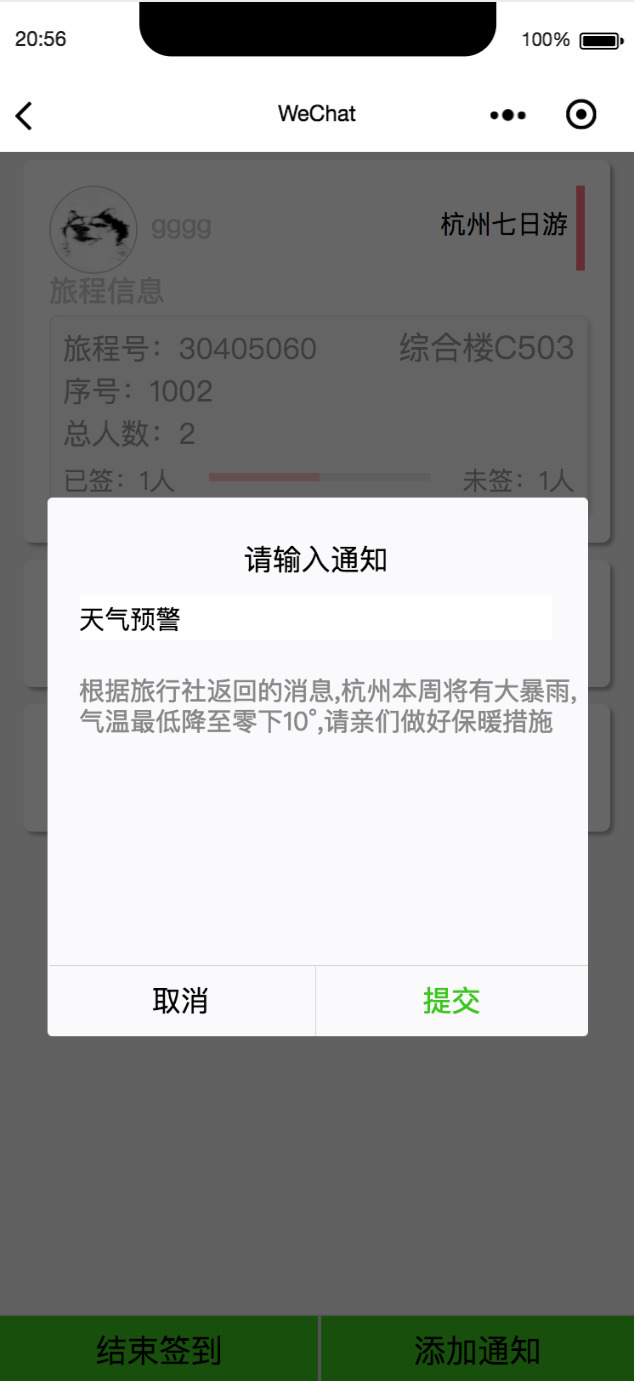 20:56
100%
WeChat
gggg
杭州七日游
旅程信息
旅程号：30405060
综合楼C503
序号：1002
总人数：2
已签：1人
未签：1人
请输入通知
天气预警
根据旅行社返回的消息,杭州本周将有大暴雨,
气温最低降至零下10°,请亲们做好保暖措施
取消
提交
结束签到
添加通知